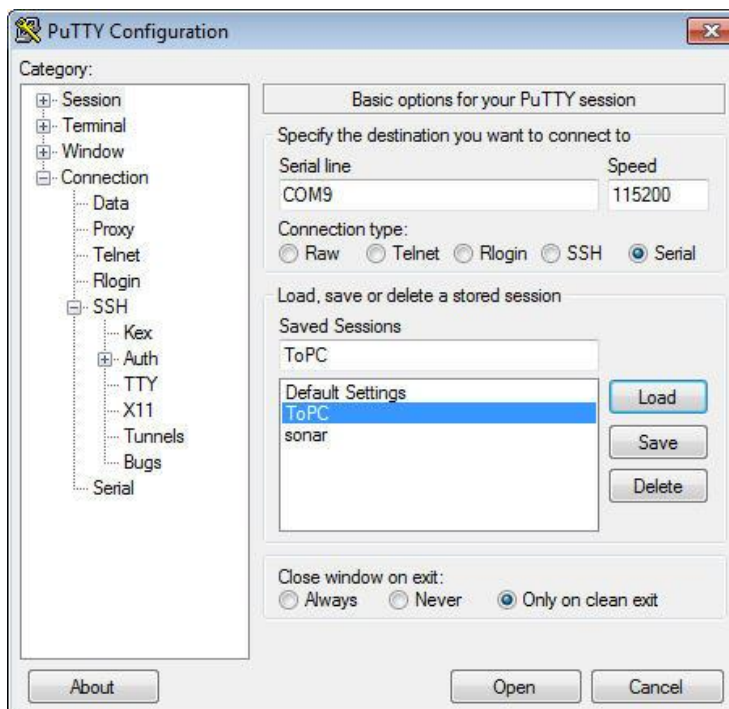 PuTTY Configuration
Category:
Session
Terminal
Window
Connection
Data
Proxy
Telnet
Rlogin
SSH
Kex
Auth
TTY
X11
Tunnels
Bugs
Serial
Basic options for your PuTTY session
Specify the destination you want to connect to
Serial line Speed
COM9 115200
Connection type:
Raw Telnet Rlogin SSH Serial
Load, save or delete a stored session
Saved Sessions
ToPC
Default Settings
ToPC
sonar
Load
Save
Delete
Close window on exit:
Always Never Only on clean exit
About Open Cancel